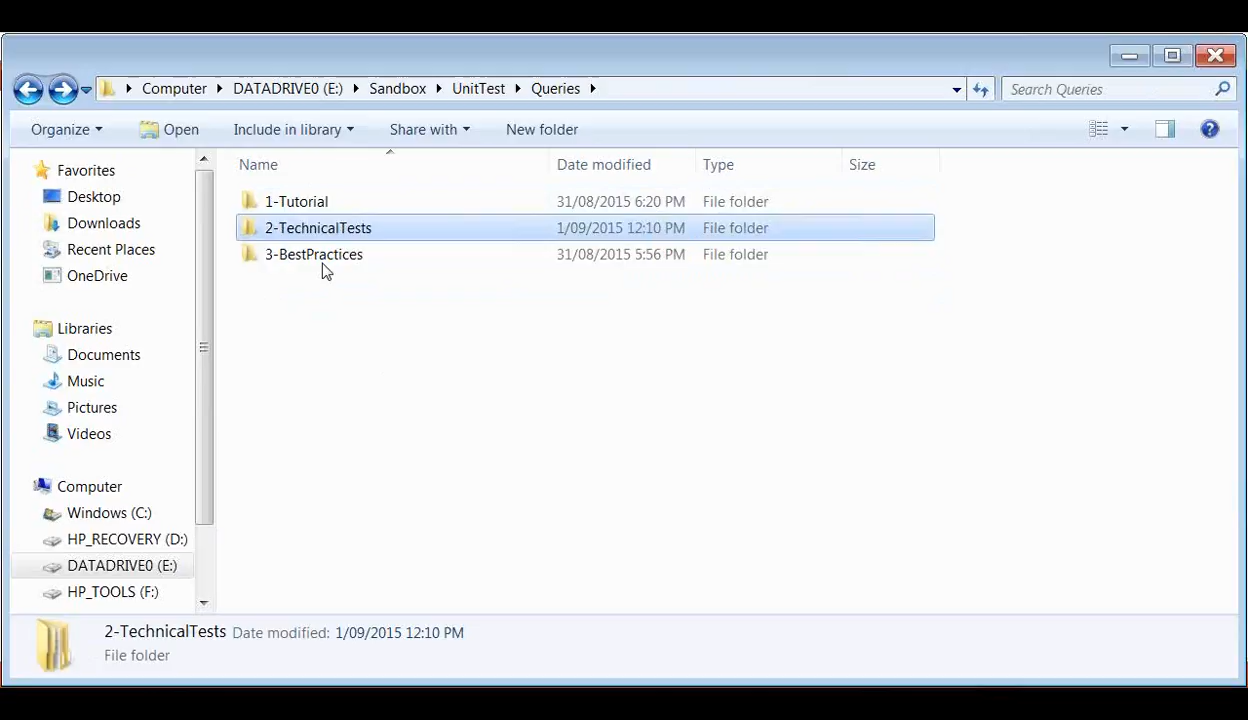 Computer DATADRIVE0 (E:) Sandbox UnitTest Queries Search Queries
Organize Open Include in library Share with New folder
Name Date modified Type Size
1-Tutorial 31/08/2015 6:20 PM File folder
2-TechnicalTests 1/09/2015 12:10 PM File folder
3-BestPractices 31/08/2015 5:56 PM File folder
Favorites
Desktop
Downloads
Recent Places
OneDrive
Libraries
Documents
Music
Pictures
Videos
Computer
Windows (C:)
HP_RECOVERY (D:)
DATADRIVE0 (E:)
HP_TOOLS (F:)
2-TechnicalTests Date modified: 1/09/2015 12:10 PM
File folder